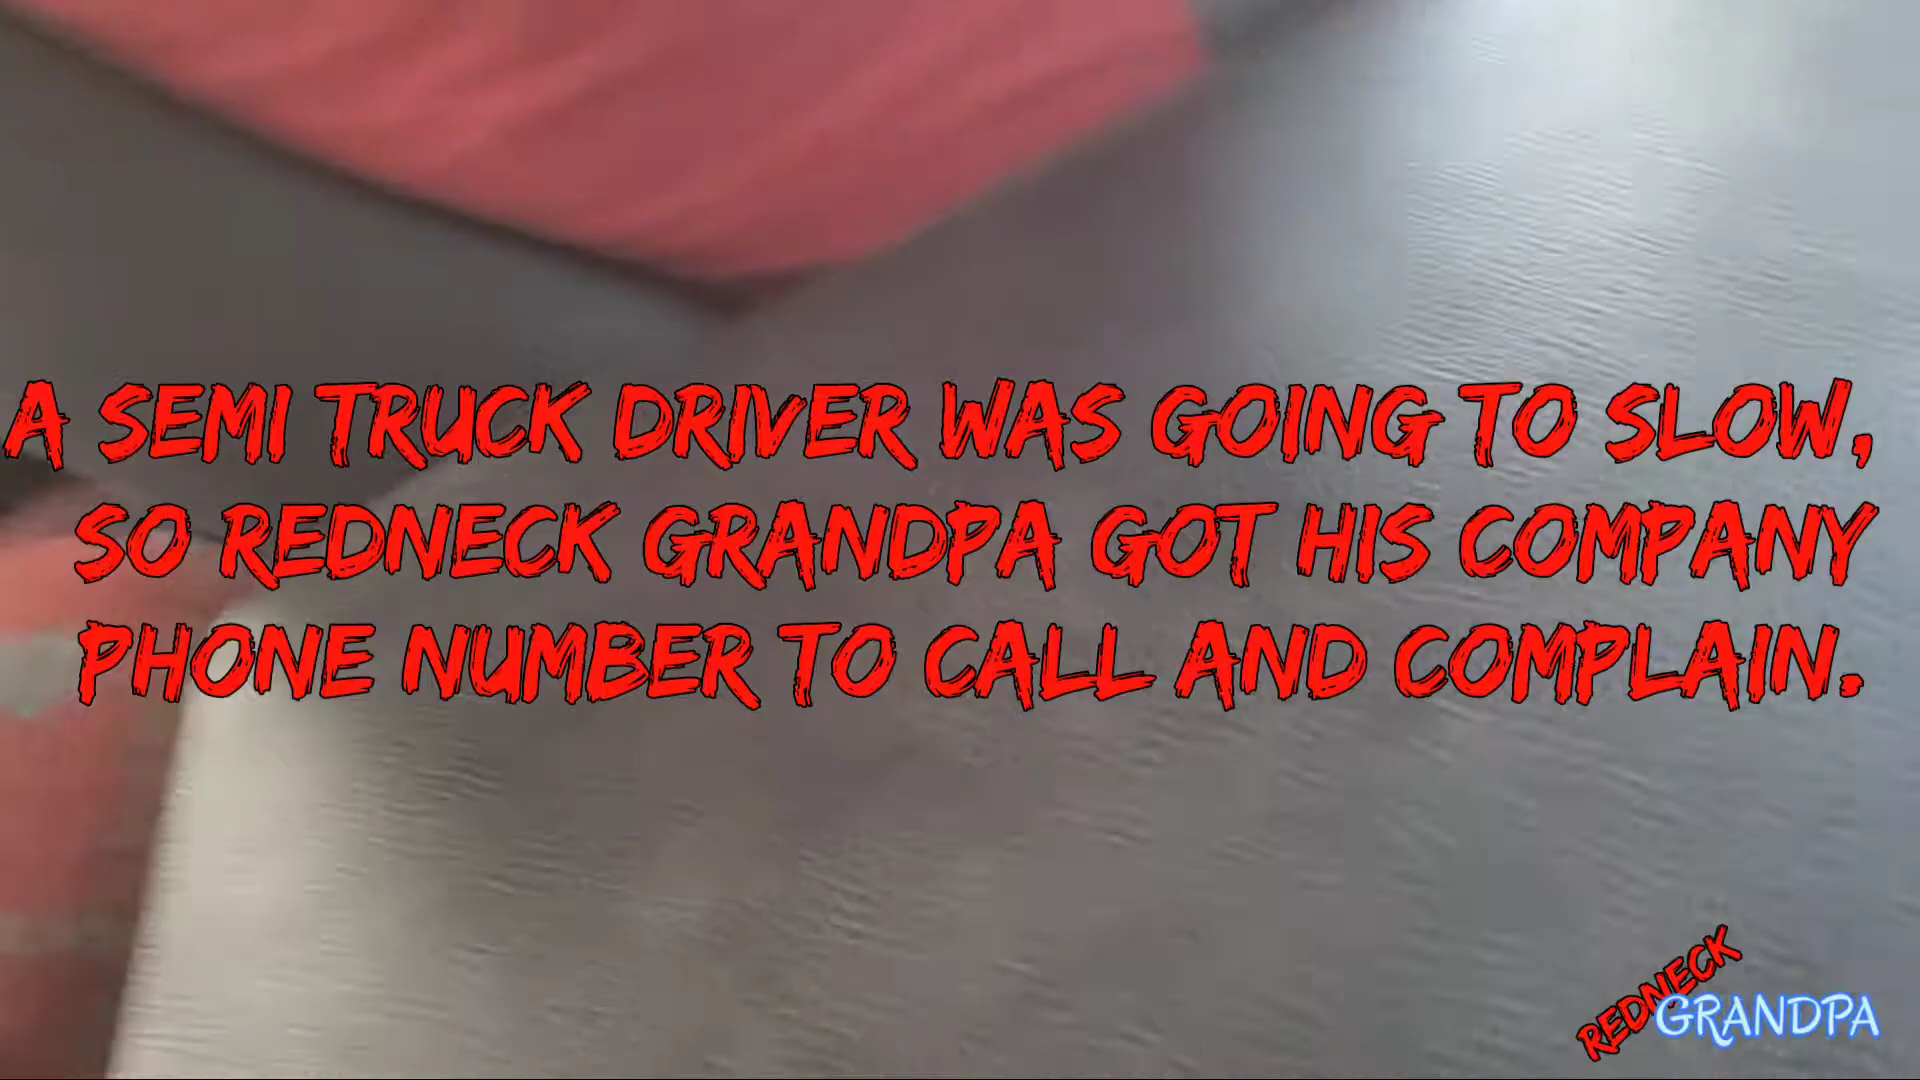 A SEMI TRUCK DRIVER WAS GOING TO SLOW,
SO REDNECK GRANDPA GOT HIS COMPANY
PHONE NUMBER TO CALL AND COMPLAIN.
REDNECK
GRANDPA